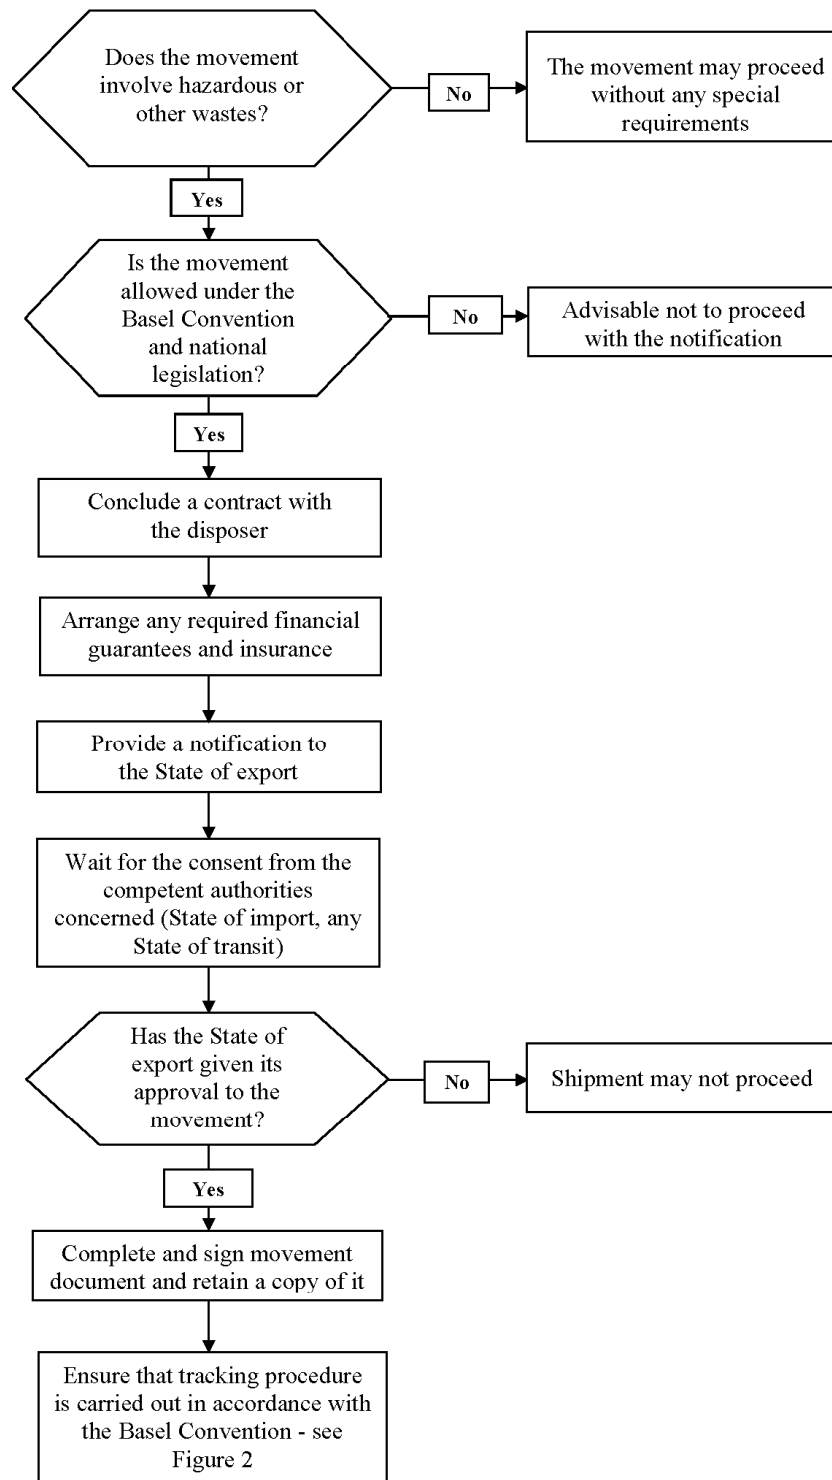 Does the movement
involve hazardous or
other wastes?
No
The movement may proceed
without any special
requirements
Yes
Is the movement
allowed under the
Basel Convention
and national
legislation?
No
Advisable not to proceed
with the notification
Yes
Conclude a contract with
the disposer
Arrange any required financial
guarantees and insurance
Provide a notification to
the State of export
Wait for the consent from the
competent authorities
concerned (State of import, any
State of transit)
Has the State of
export given its
approval to the
movement?
No
Shipment may not proceed
Yes
Complete and sign movement
document and retain a copy of it
Ensure that tracking procedure
is carried out in accordance with
the Basel Convention - see
Figure 2